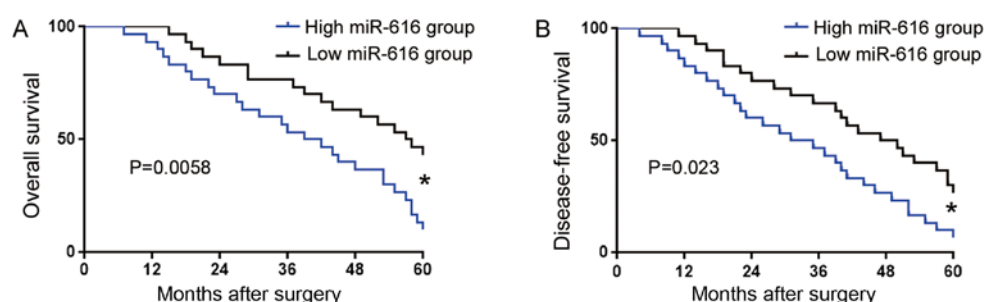 A
High miR-616 group
Low miR-616 group
Overall survival
100
50
0
P=0.0058
*
0 12 24 36 48 60
Months after surgery
B
High miR-616 group
Low miR-616 group
Disease-free survival
100
50
0
P=0.023
*
0 12 24 36 48 60
Months after surgery